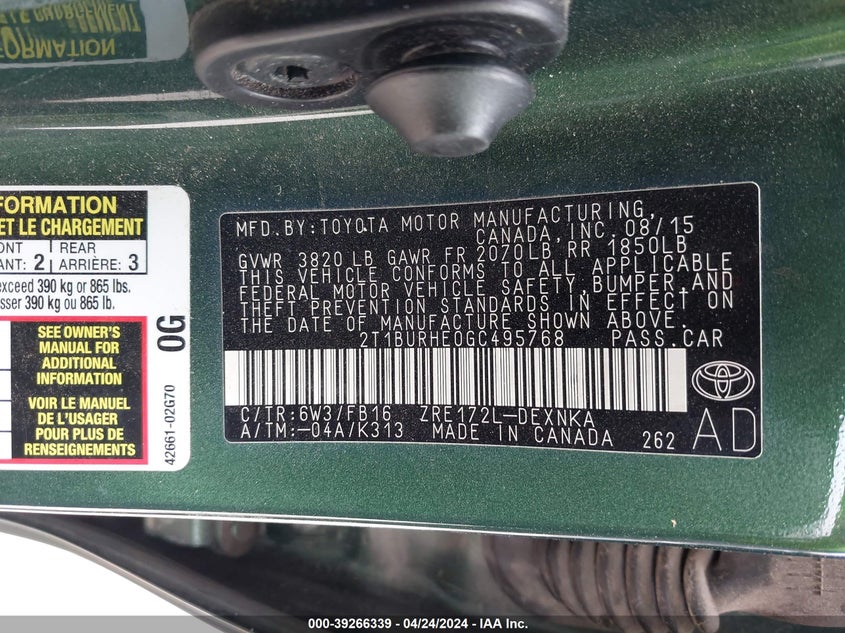 LE CHARGEMENT
FORMATION
FORMATION
ET LE CHARGEMENT
ONT REAR
ANT: 2 ARRIÈRE: 3
exceed 390 kg or 865 lbs.
sser 390 kg ou 865 lb.
SEE OWNER'S
MANUAL FOR
ADDITIONAL
INFORMATION
VOIR LE MANUEL
DE L'USAGER
POUR PLUS DE
RENSEIGNEMENTS
0G
42661-02G70
MFD. BY: TOYOTA MOTOR MANUFACTURING,
CANADA, INC. 08/15
GVWR 3820 LB GAWR FR 2070LB RR 1850LB
THIS VEHICLE CONFORMS TO ALL APPLICABLE
FEDERAL MOTOR VEHICLE SAFETY, BUMPER, AND
THEFT PREVENTION STANDARDS IN EFFECT ON
THE DATE OF MANUFACTURE SHOWN ABOVE.
2T1BURHE0GC495768 PASS.CAR
C/TR:6W3/FB16 ZRE172L-DEXNKA
A/TM:-04A/K313 MADE IN CANADA 262
AD
000-39266339 / 04/24/2024 - IAA Inc.